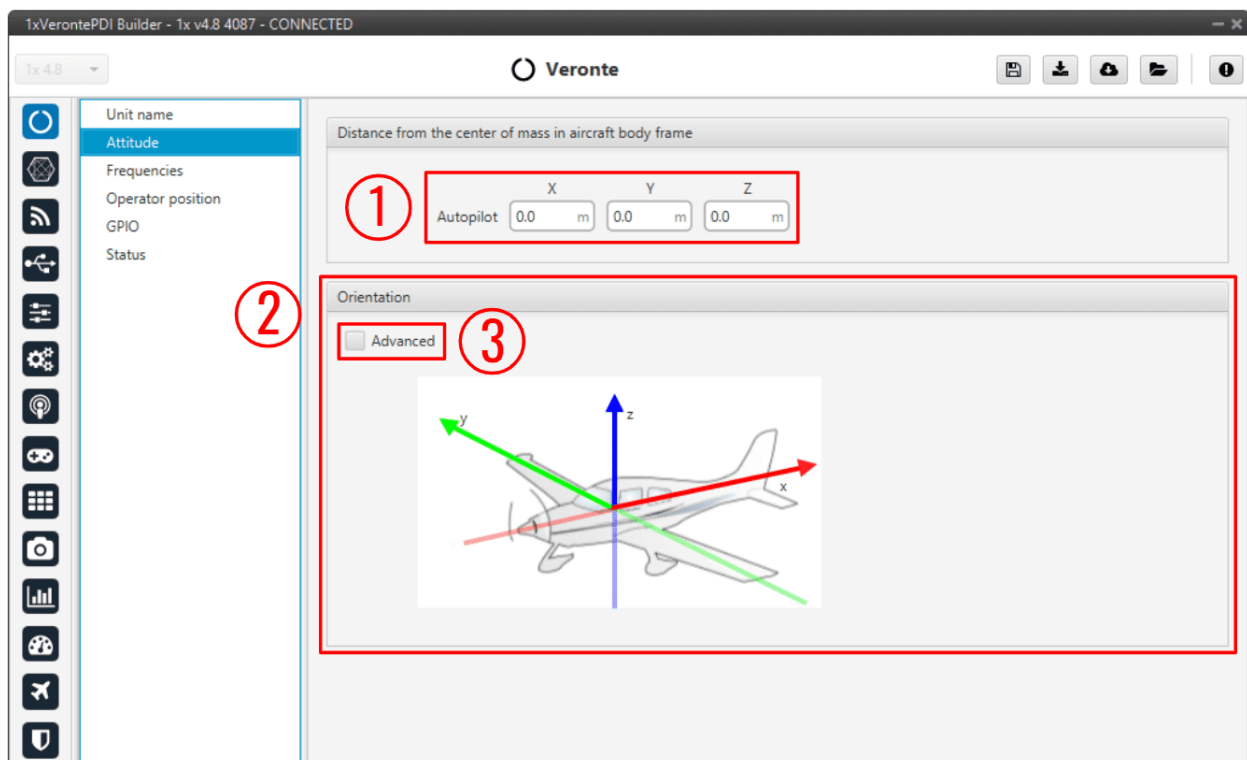 1xVerontePDI Builder - 1x v4.8 4087 - CONNECTED
1x 4.8
Veronte
Unit name
Attitude
Frequencies
Operator position
GPIO
Status
Distance from the center of mass in aircraft body frame
1
X Y Z
Autopilot 0.0 m 0.0 m 0.0 m
2
Orientation
Advanced
3
y
z
x